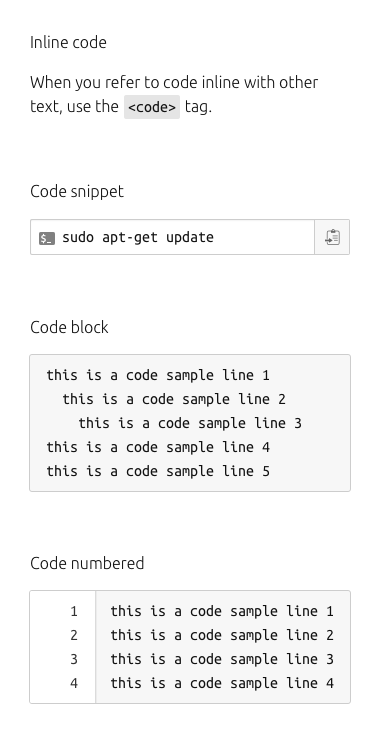 Inline code
When you refer to code inline with other
text, use the <code> tag.
Code snippet
$_ sudo apt-get update
Code block
this is a code sample line 1
  this is a code sample line 2
    this is a code sample line 3
this is a code sample line 4
this is a code sample line 5
Code numbered
1 this is a code sample line 1
2 this is a code sample line 2
3 this is a code sample line 3
4 this is a code sample line 4